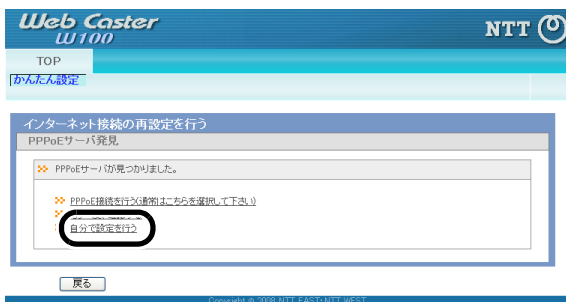 Web Caster
W100
NTT
TOP
かんたん設定
インターネット接続の再設定を行う
PPPoEサーバ発見
PPPoEサーバが見つかりました。
PPPoE接続を行う(通常はこちらを選択して下さい)
自分で設定を行う
戻る
Copyright © 2008 NTT EAST・NTT WEST